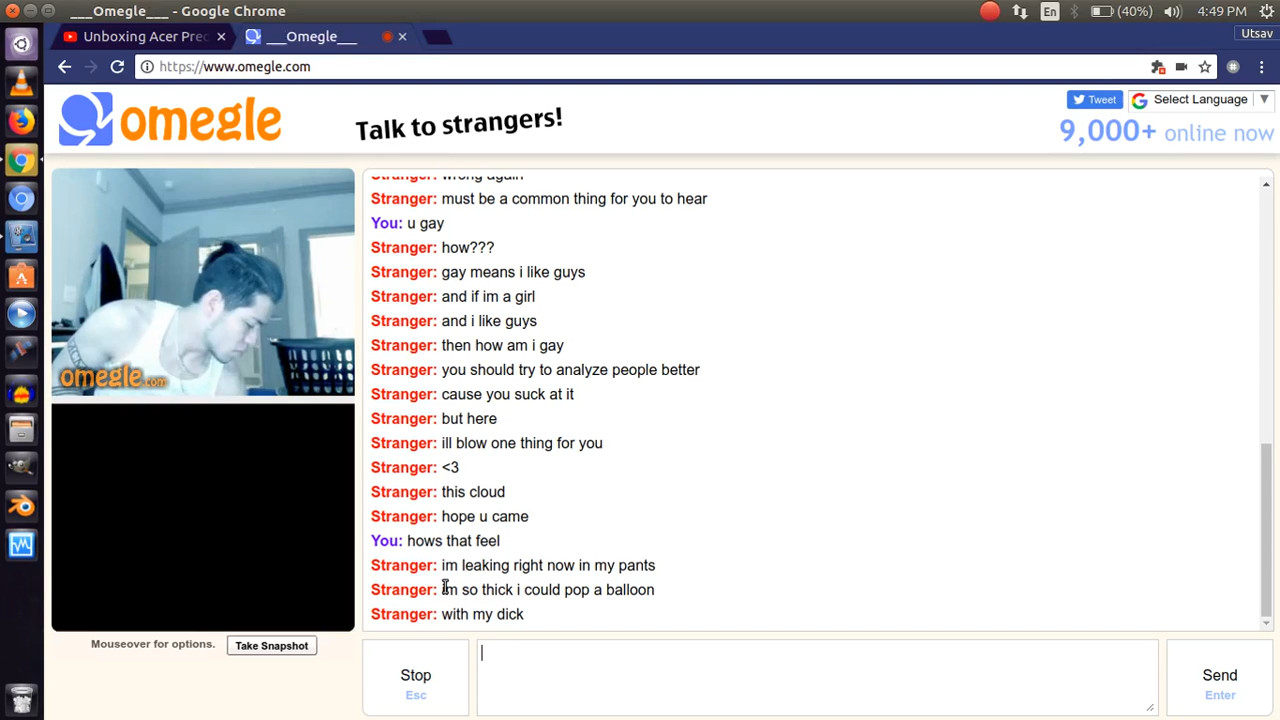 ___Omegle___ - Google Chrome
En
(40%)
4:49 PM
Unboxing Acer Prec
___Omegle___
Utsav
https://www.omegle.com
omegle
Talk to strangers!
Tweet
Select Language
9,000+ online now
omegle.com
Stranger: wrong again
Stranger: must be a common thing for you to hear
You: u gay
Stranger: how???
Stranger: gay means i like guys
Stranger: and if im a girl
Stranger: and i like guys
Stranger: then how am i gay
Stranger: you should try to analyze people better
Stranger: cause you suck at it
Stranger: but here
Stranger: ill blow one thing for you
Stranger: <3
Stranger: this cloud
Stranger: hope u came
You: hows that feel
Stranger: im leaking right now in my pants
Stranger: im so thick i could pop a balloon
Stranger: with my dick
Mouseover for options.
Take Snapshot
Stop
Esc
Send
Enter